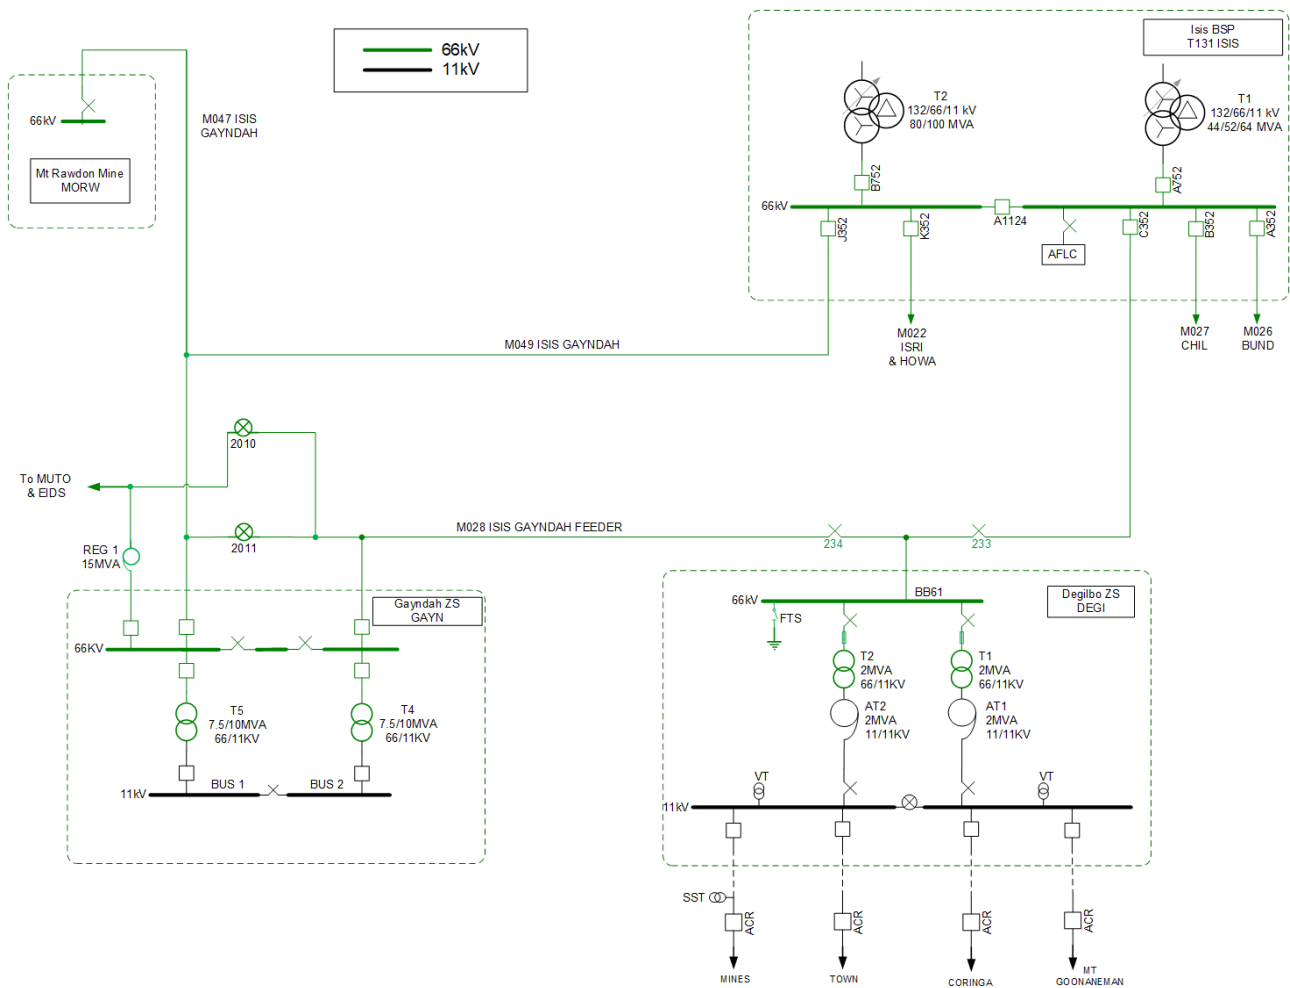 66kV
11kV
Isis BSP
T131 ISIS
T2
132/66/11 kV
80/100 MVA
T1
132/66/11 kV
44/52/64 MVA
B752
A752
66kV
A1124
J352
K352
C352
B352
A352
AFLC
M022
ISRI
& HOWA
M027
CHIL
M026
BUND
M047 ISIS
GAYNDAH
66kV
Mt Rawdon Mine
MORW
M049 ISIS GAYNDAH
2010
To MUTO
& EIDS
2011
M028 ISIS GAYNDAH FEEDER
234
233
REG 1
15MVA
Gayndah ZS
GAYN
66KV
T5
7.5/10MVA
66/11KV
T4
7.5/10MVA
66/11KV
BUS 1
BUS 2
11kV
Degilbo ZS
DEGI
66kV
BB61
FTS
T2
2MVA
66/11KV
T1
2MVA
66/11KV
AT2
2MVA
11/11KV
AT1
2MVA
11/11KV
VT
VT
11kV
SST
ACR
ACR
ACR
ACR
MINES
TOWN
CORINGA
MT
GOONANEMAN